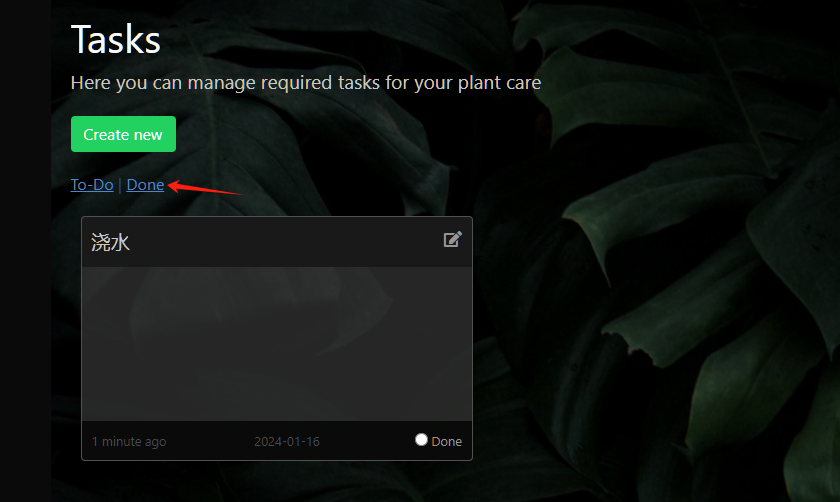 Tasks
Here you can manage required tasks for your plant care
Create new
To-Do | Done
浇水
1 minute ago 2024-01-16 Done